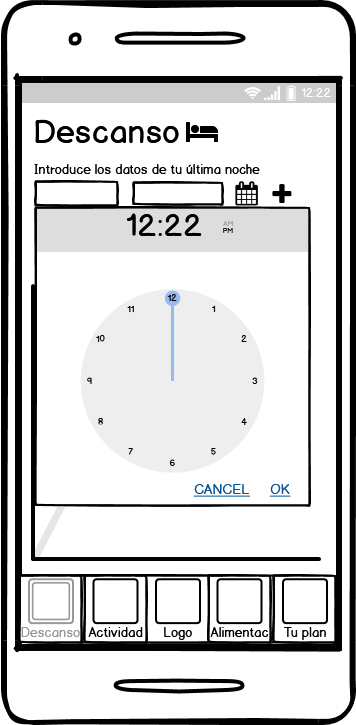 12:22
Descanso
Introduce los datos de tu última noche
12:22
AM
PM
12
11
1
10
2
9
3
8
4
7
5
6
CANCEL OK
Descanso Actividad Logo Alimentac Tu plan